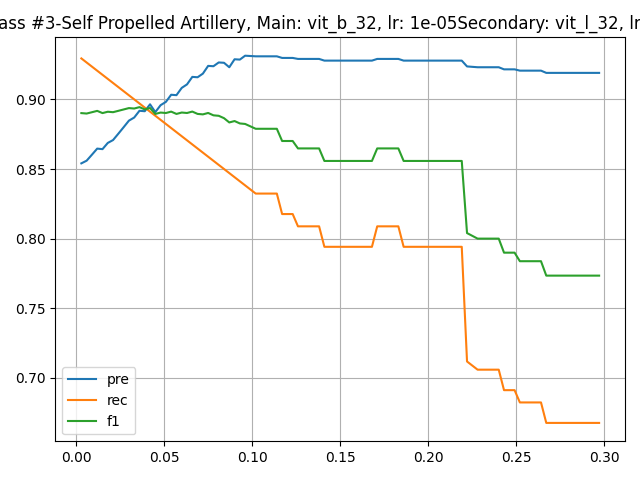 ass #3-Self Propelled Artillery, Main: vit_b_32, lr: 1e-05Secondary: vit_l_32, lr
0.90
0.85
0.80
0.75
0.70
pre
rec
f1
0.00 0.05 0.10 0.15 0.20 0.25 0.30